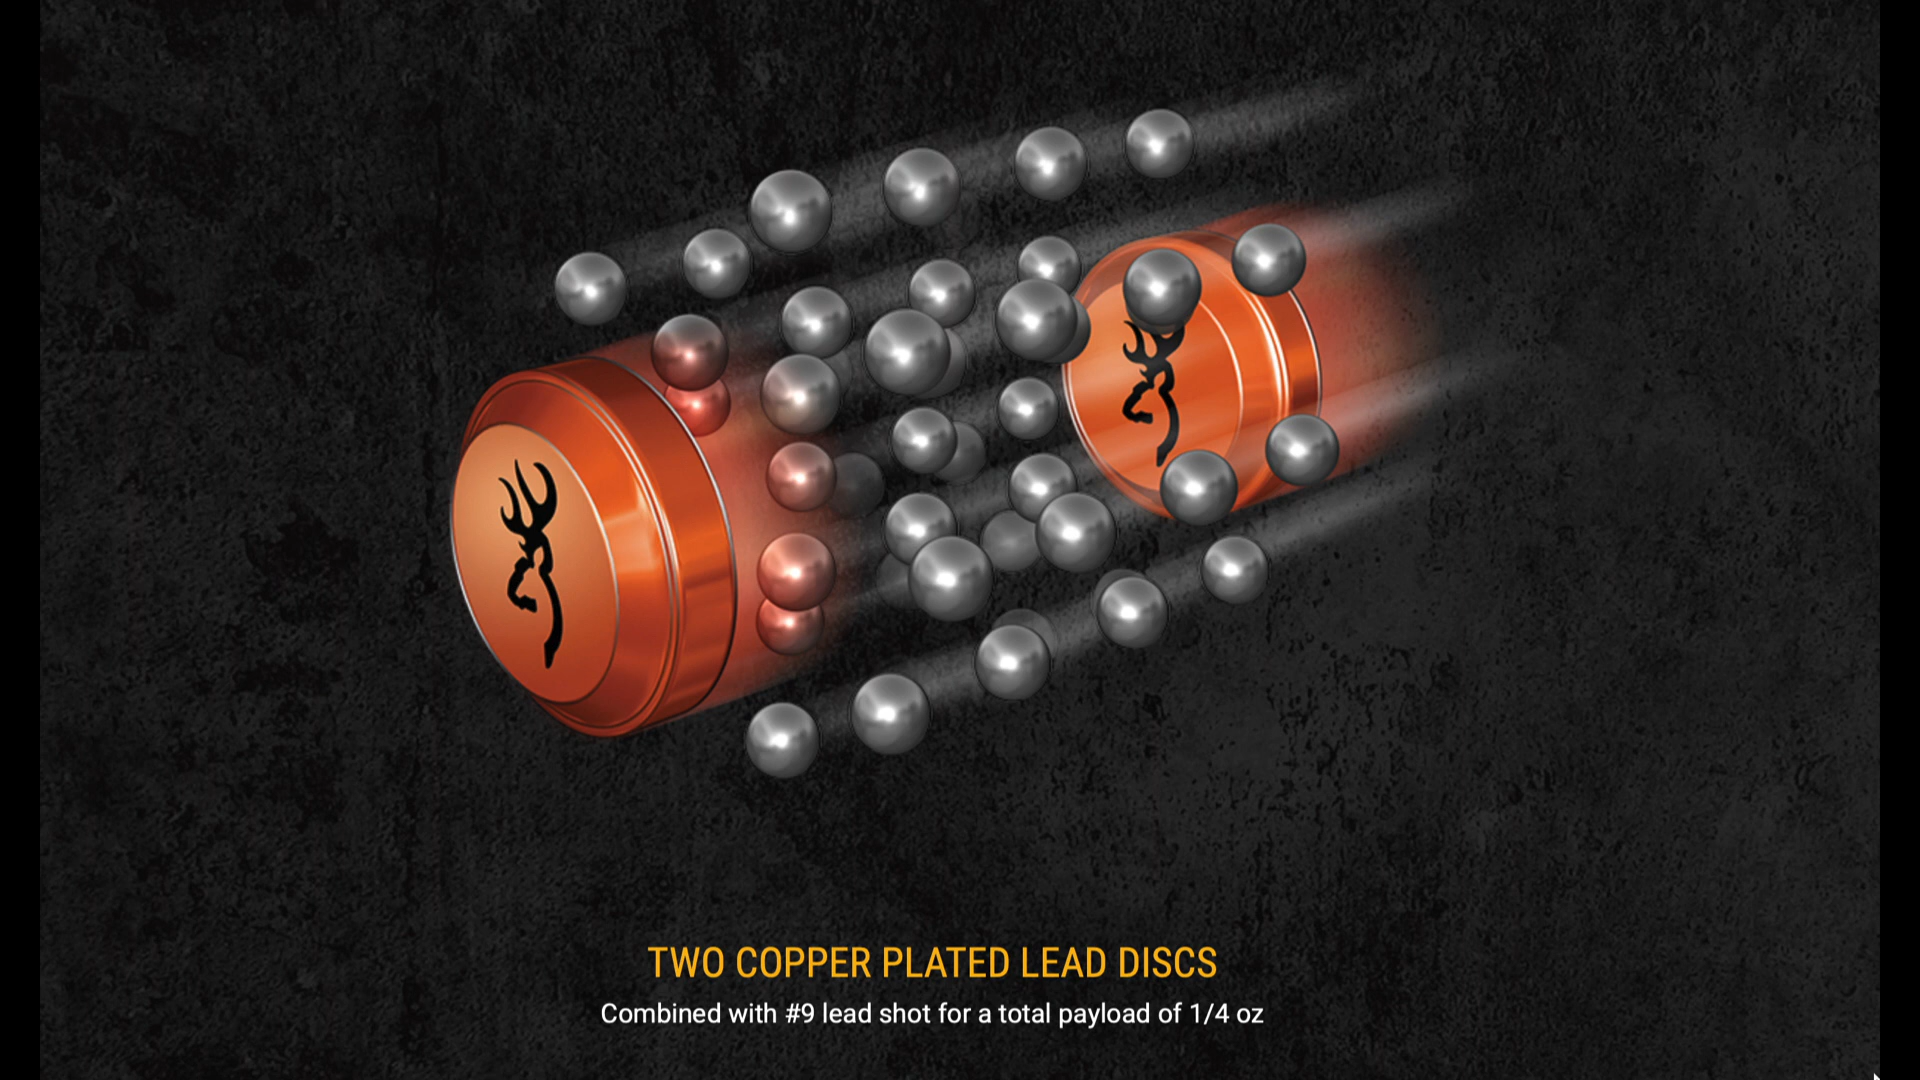 TWO COPPER PLATED LEAD DISCS
Combined with #9 lead shot for a total payload of 1/4 oz